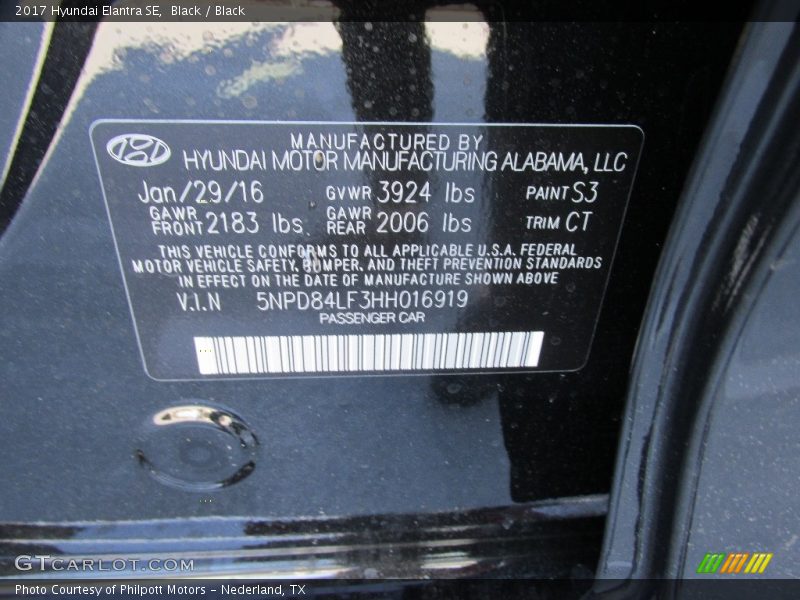 2017 Hyundai Elantra SE, Black / Black
MANUFACTURED BY
HYUNDAI MOTOR MANUFACTURING ALABAMA, LLC
Jan/29/16 GVWR 3924 lbs PAINT S3
GAWR FRONT 2183 lbs GAWR REAR 2006 lbs TRIM CT
THIS VEHICLE CONFORMS TO ALL APPLICABLE U.S.A. FEDERAL
MOTOR VEHICLE SAFETY, BUMPER, AND THEFT PREVENTION STANDARDS
IN EFFECT ON THE DATE OF MANUFACTURE SHOWN ABOVE
V.I.N 5NPD84LF3HH016919
PASSENGER CAR
GTCARLOT.COM
Photo Courtesy of Philpott Motors - Nederland, TX